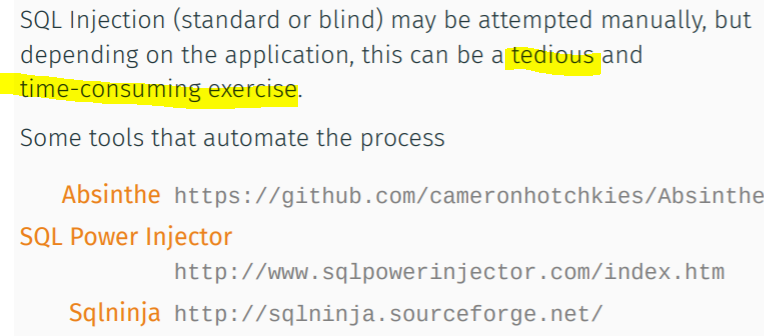 SQL Injection (standard or blind) may be attempted manually, but
depending on the application, this can be a tedious and
time-consuming exercise.
Some tools that automate the process
Absinthe https://github.com/cameronhotchkies/Absinthe
SQL Power Injector
http://www.sqlpowerinjector.com/index.htm
Sqlninja http://sqlninja.sourceforge.net/